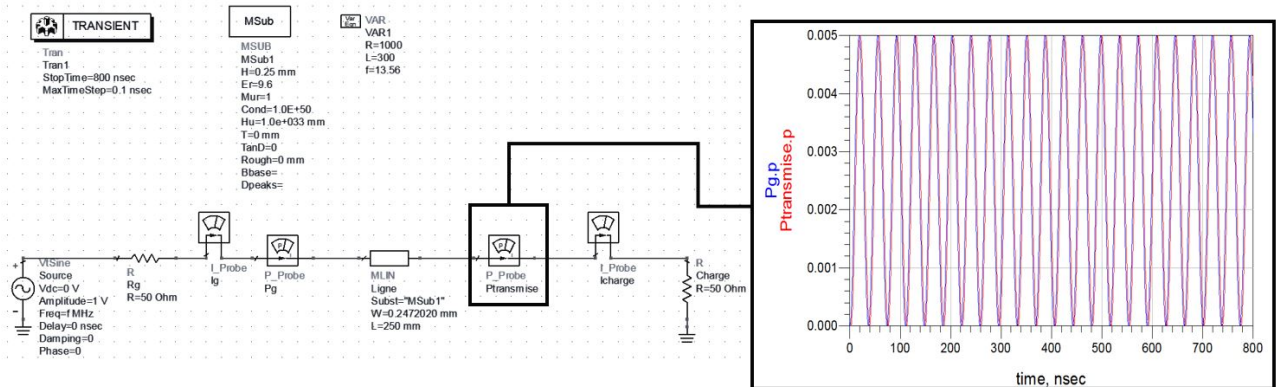 TRANSIENT
Tran
Tran1
StopTime=800 nsec
MaxTimeStep=0.1 nsec
MSub
MSUB
MSub1
H=0.25 mm
Er=9.6
Mur=1
Cond=1.0E+50
Hu=1.0e+033 mm
T=0 mm
TanD=0
Rough=0 mm
Bbase=
Dpeaks=
Var
Eqn
VAR
VAR1
R=1000
L=300
f=13.56
+
-
VtSine
Source
Vdc=0 V
Amplitude=1 V
Freq=f MHz
Delay=0 nsec
Damping=0
Phase=0
R
Rg
R=50 Ohm
I_Probe
Ig
P
P_Probe
Pg
MLIN
Ligne
Subst="MSub1"
W=0.2472020 mm
L=250 mm
P
P_Probe
Ptransmise
I_Probe
Icharge
R
Charge
R=50 Ohm
Pg.p
Ptransmise.p
0.005
0.004
0.003
0.002
0.001
0.000
0 100 200 300 400 500 600 700 800
time, nsec